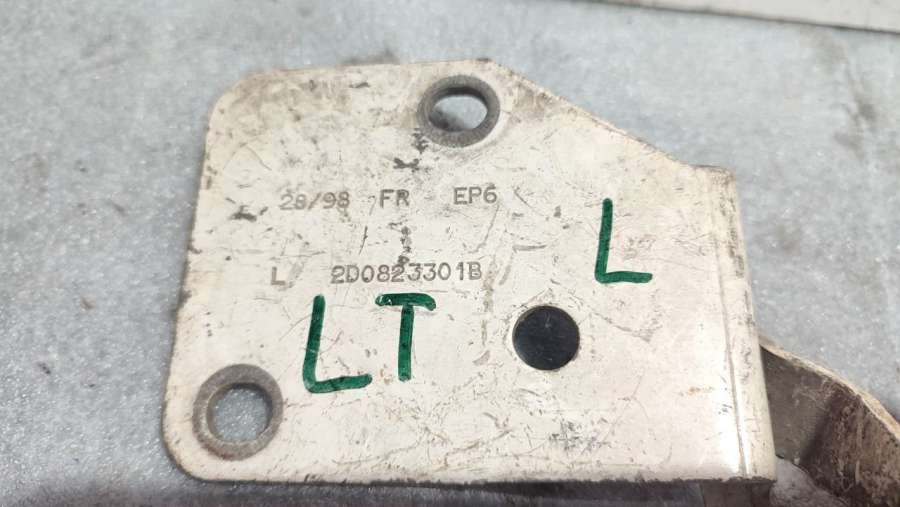 28/98 FR EP6
L
L 2D0823301B
LT